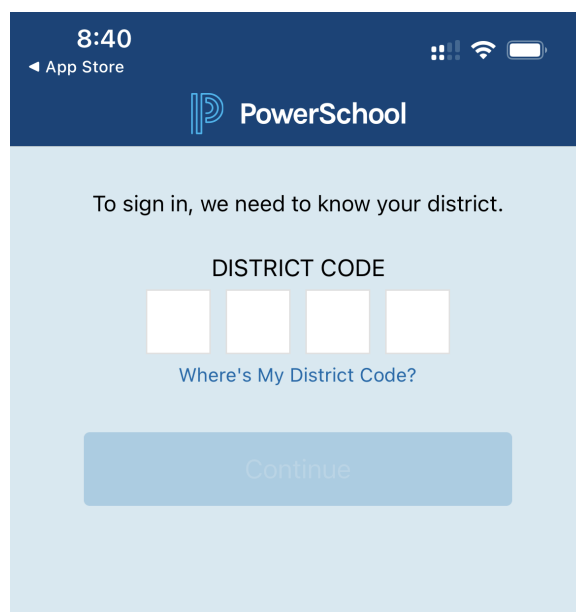 8:40
◀ App Store
PowerSchool
To sign in, we need to know your district.
DISTRICT CODE
Where's My District Code?
Continue